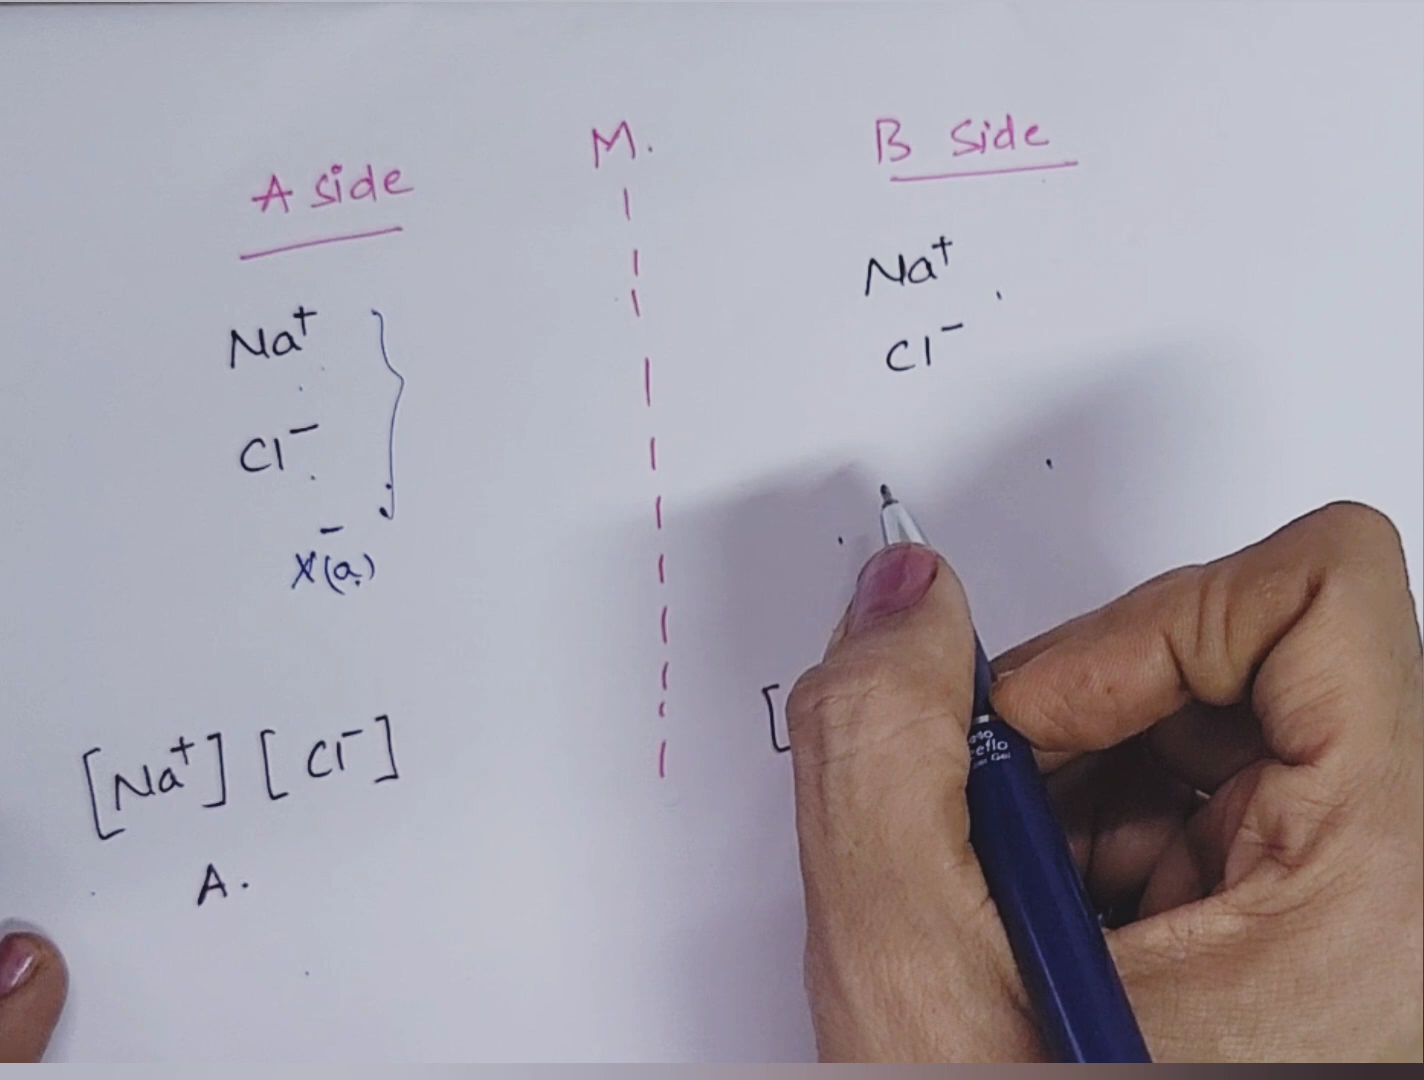 A side
M.
B Side
Na⁺
Cl⁻
X⁻(a)
Na⁺
Cl⁻
[Na⁺] [Cl⁻]
A.
[